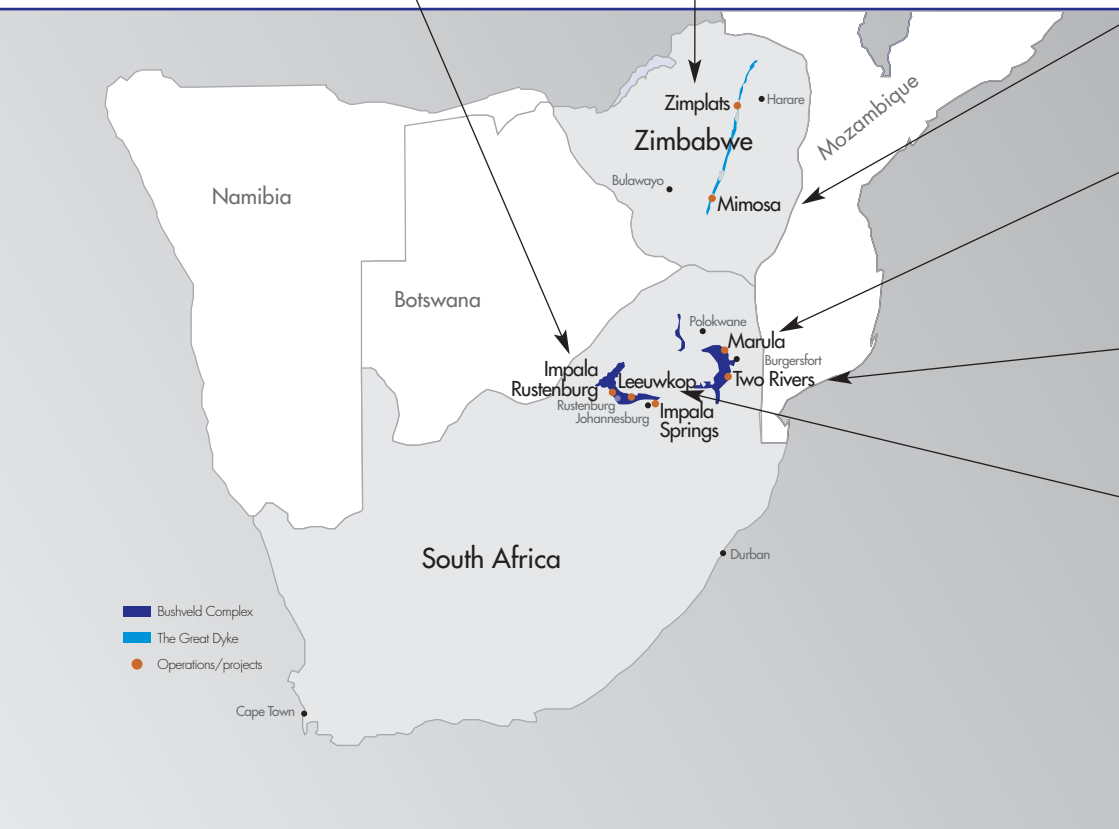 Zimplats
Harare
Zimbabwe
Mozambique
Bulawayo
Mimosa
Namibia
Botswana
Polokwane
Marula
Burgersfort
Impala
Rustenburg
Leeuwkop
Two Rivers
Rustenburg
Johannesburg
Impala
Springs
South Africa
Durban
Bushveld Complex
The Great Dyke
Operations/projects
Cape Town